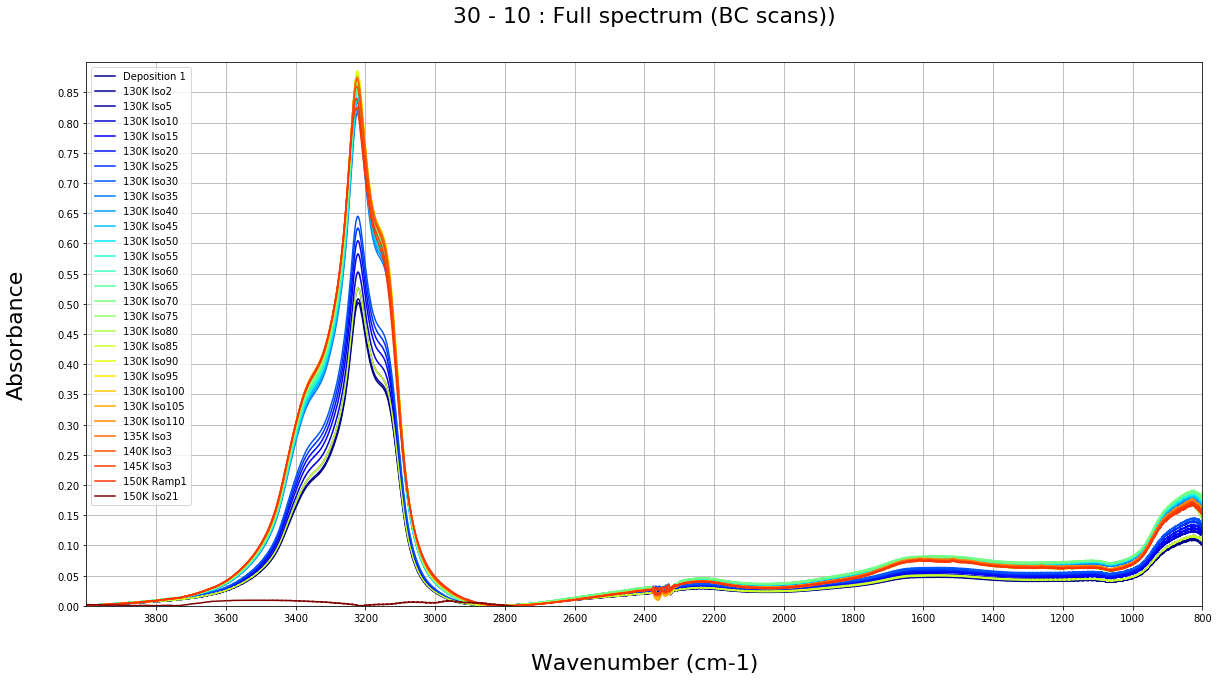 30 - 10 : Full spectrum (BC scans))
Absorbance
0.85
0.80
0.75
0.70
0.65
0.60
0.55
0.50
0.45
0.40
0.35
0.30
0.25
0.20
0.15
0.10
0.05
0.00
Deposition 1
130K Iso2
130K Iso5
130K Iso10
130K Iso15
130K Iso20
130K Iso25
130K Iso30
130K Iso35
130K Iso40
130K Iso45
130K Iso50
130K Iso55
130K Iso60
130K Iso65
130K Iso70
130K Iso75
130K Iso80
130K Iso85
130K Iso90
130K Iso95
130K Iso100
130K Iso105
130K Iso110
135K Iso3
140K Iso3
145K Iso3
150K Ramp1
150K Iso21
3800 3600 3400 3200 3000 2800 2600 2400 2200 2000 1800 1600 1400 1200 1000 800
Wavenumber (cm-1)